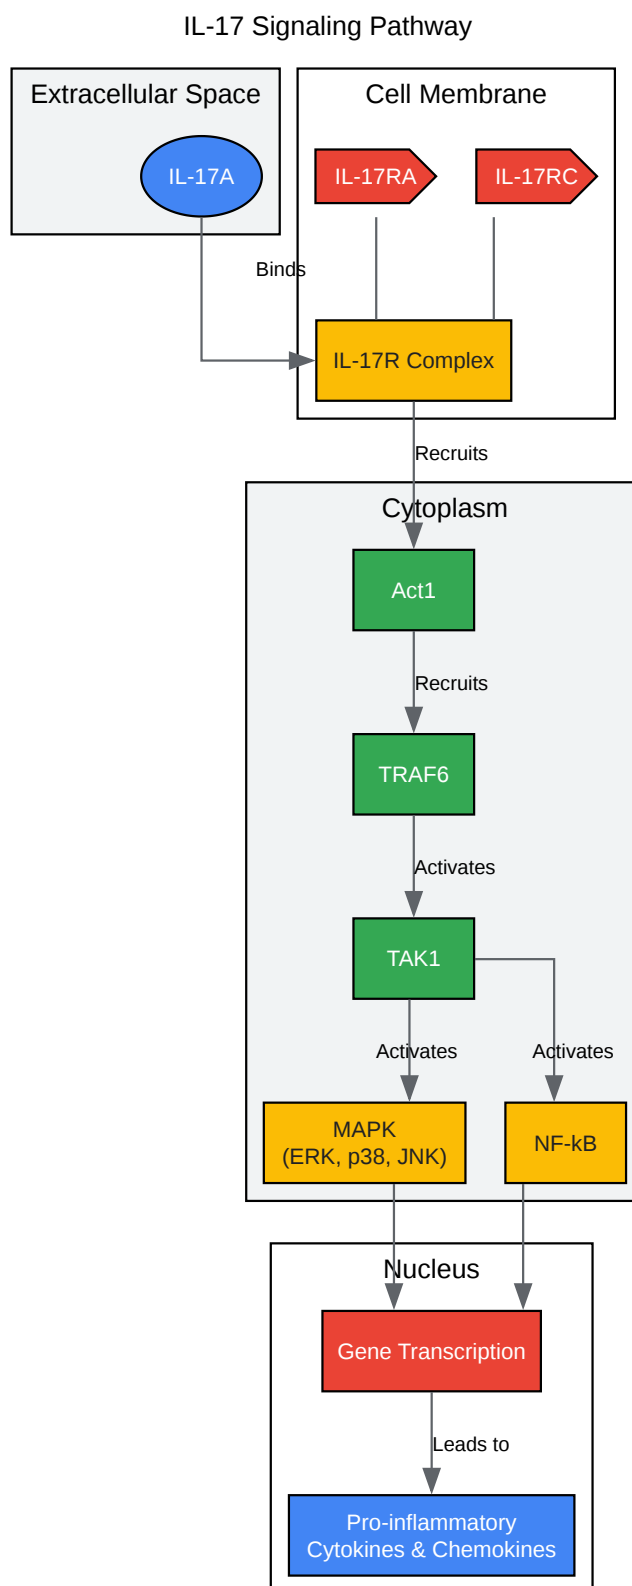 IL-17 Signaling Pathway
Extracellular Space
Cell Membrane
IL-17A
IL-17RA
IL-17RC
Binds
IL-17R Complex
Recruits
Cytoplasm
Act1
Recruits
TRAF6
Activates
TAK1
Activates
Activates
MAPK
(ERK, p38, JNK)
NF-kB
Nucleus
Gene Transcription
Leads to
Pro-inflammatory
Cytokines & Chemokines